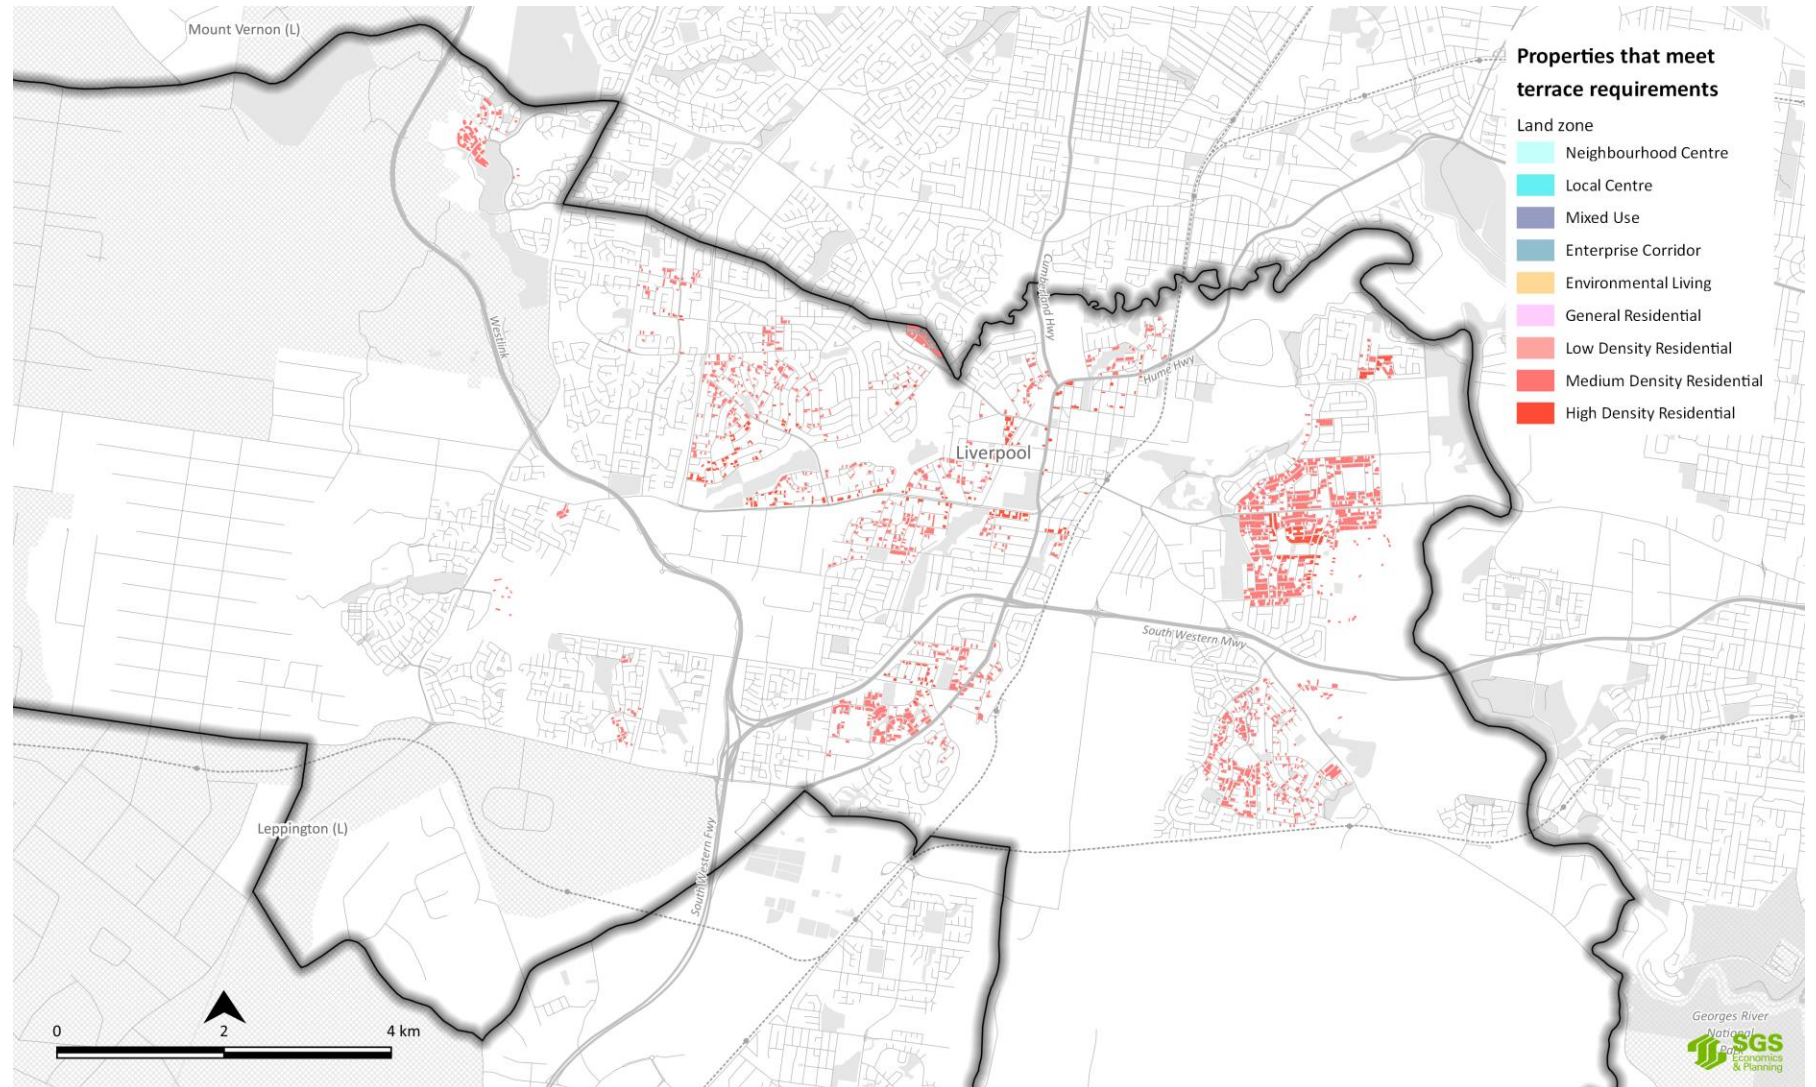 Mount Vernon (L)
Properties that meet
terrace requirements
Land zone
Neighbourhood Centre
Local Centre
Mixed Use
Enterprise Corridor
Environmental Living
General Residential
Low Density Residential
Medium Density Residential
High Density Residential
Cumberland Hwy
Westlink
Hume Hwy
Liverpool
South Western Mwy
Leppington (L)
South Western Fwy
0 2 4 km
Georges River
National
Park
SGS
Economics
& Planning